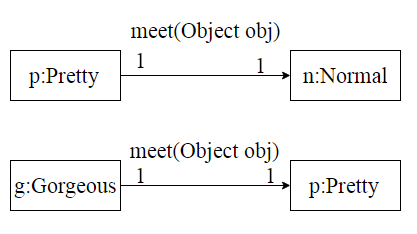 meet(Object obj)
p:Pretty 1 1 n:Normal
meet(Object obj)
g:Gorgeous 1 1 p:Pretty